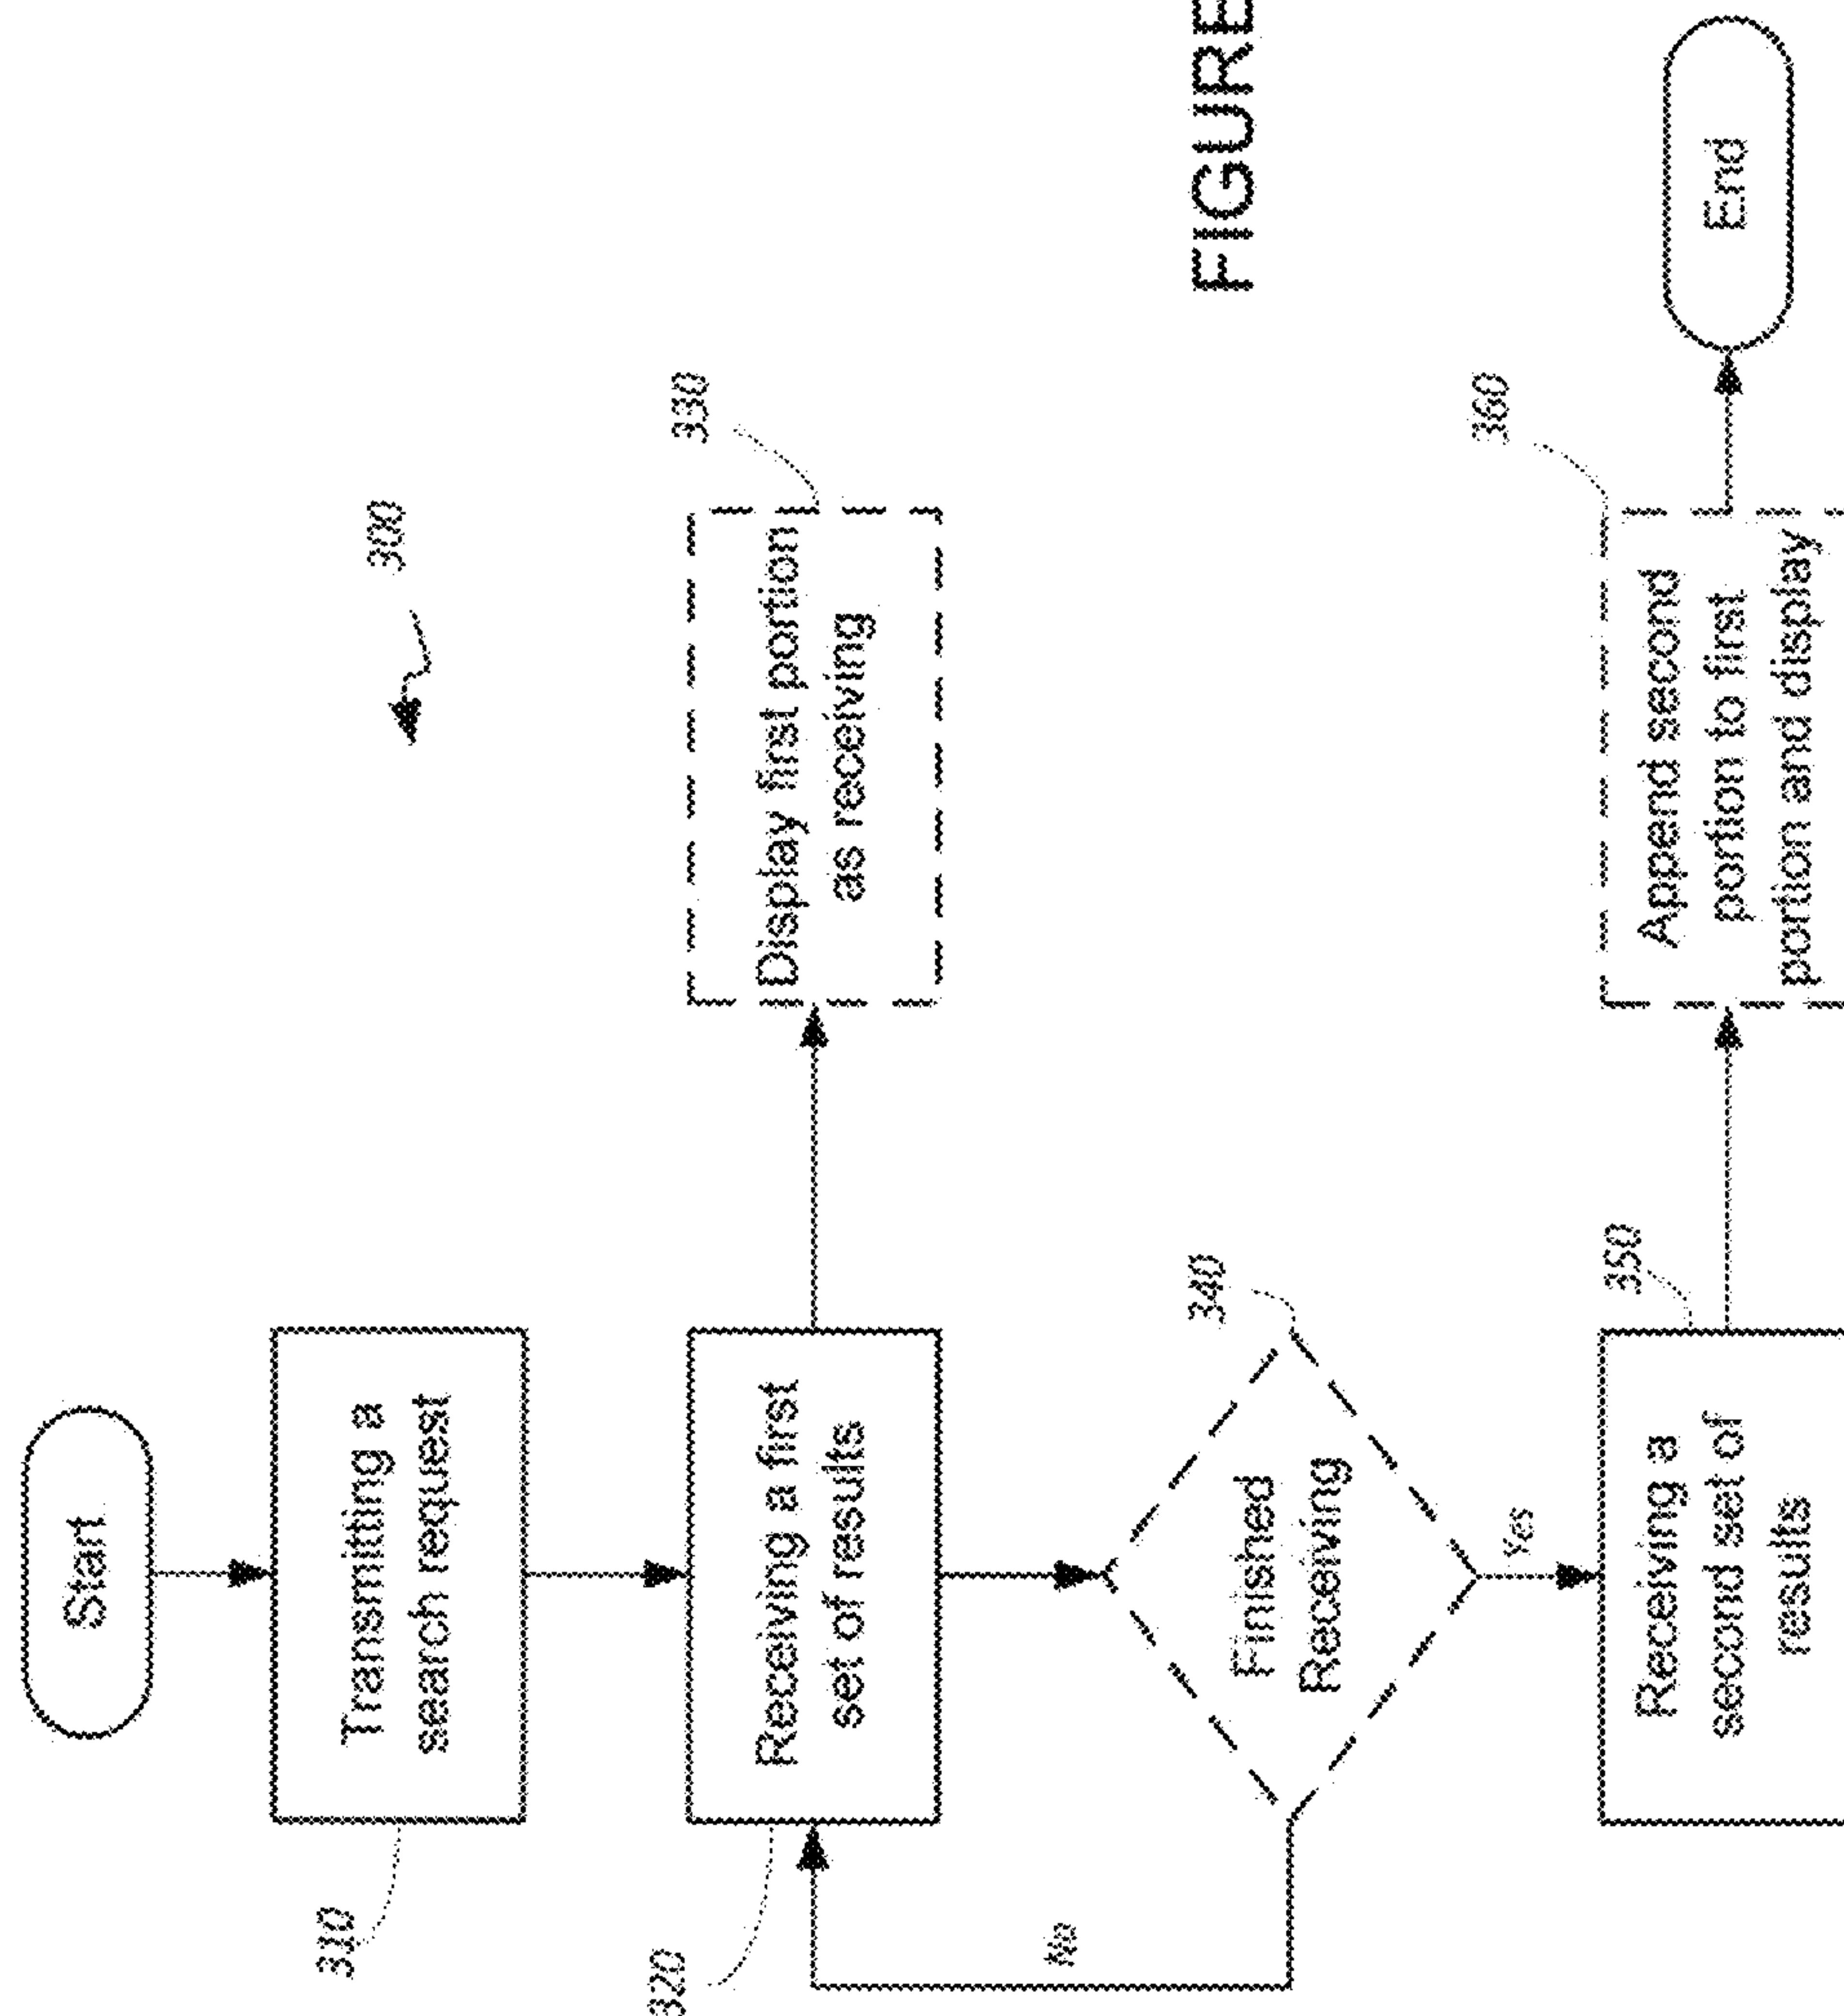 Start
300
310
Transmitting a
search request
320
Receiving a first
set of results
330
Display first portion
as receiving
No
340
Finished
Receiving
Yes
350
Receiving a
second set of
results
360
Append second
portion to first
portion and display
End
FIGURE